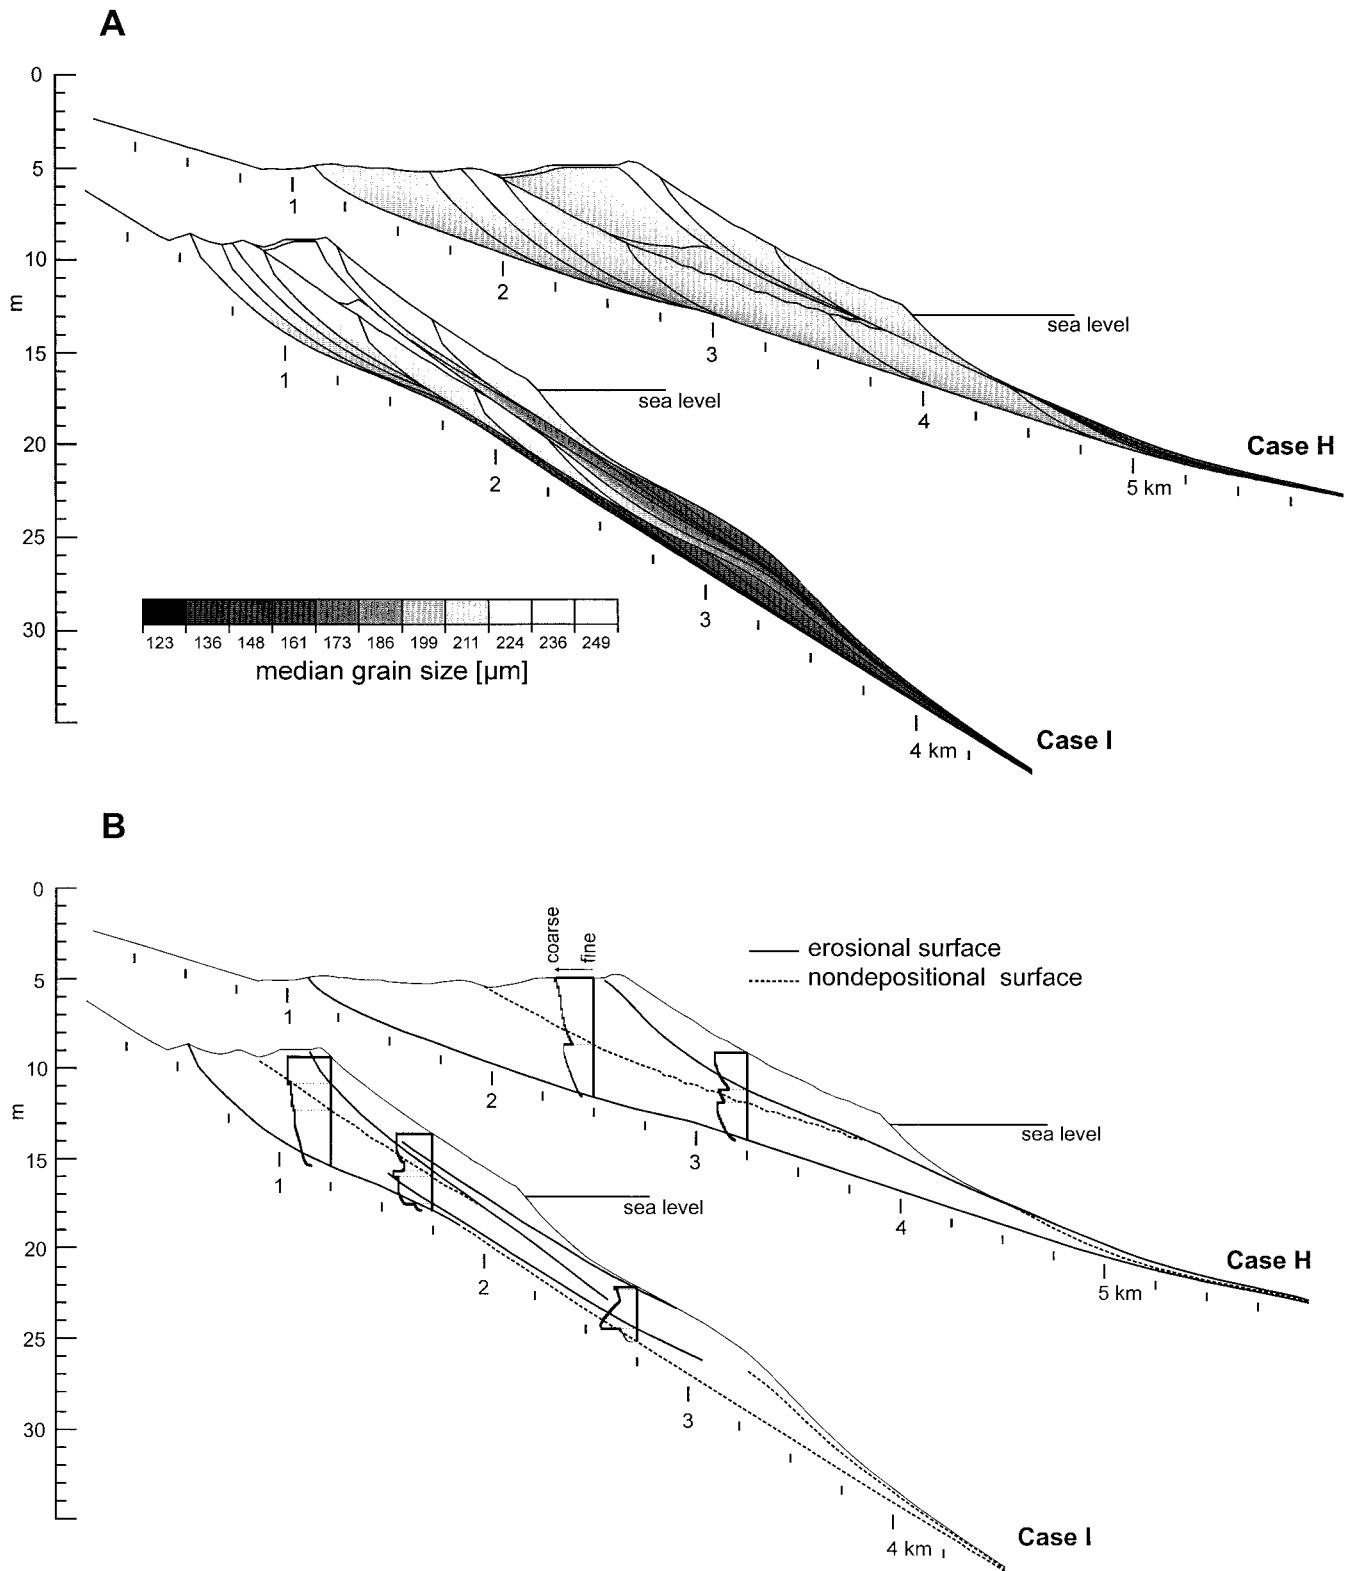 A
0
5
10
15
20
25
30
m
1
2
3
4
5 km
sea level
Case H
1
2
3
4 km
sea level
Case I
123 136 148 161 173 186 199 211 224 236 249
median grain size [µm]
B
0
5
10
15
20
25
30
m
coarse
fine
erosional surface
nondepositional surface
1
2
3
4
5 km
sea level
Case H
1
2
3
4 km
sea level
Case I